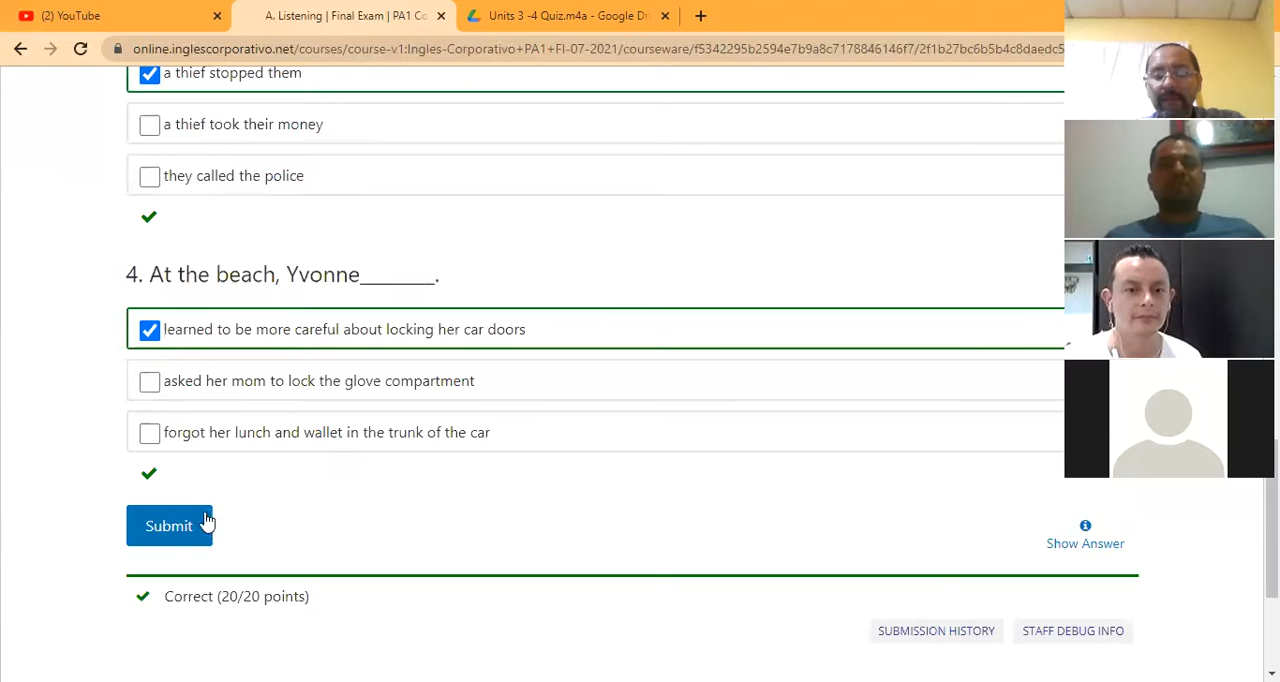 (2) YouTube
A. Listening | Final Exam | PA1 Co
Units 3 -4 Quiz.m4a - Google Dr
online.inglescorporativo.net/courses/course-v1:Ingles-Corporativo+PA1+FI-07-2021/courseware/f5342295b2594e7b9a8c7178846146f7/2f1b27bc6b5b4c8daedc5
a thief stopped them
a thief took their money
they called the police
4. At the beach, Yvonne_______.
learned to be more careful about locking her car doors
asked her mom to lock the glove compartment
forgot her lunch and wallet in the trunk of the car
Submit
Show Answer
Correct (20/20 points)
SUBMISSION HISTORY
STAFF DEBUG INFO